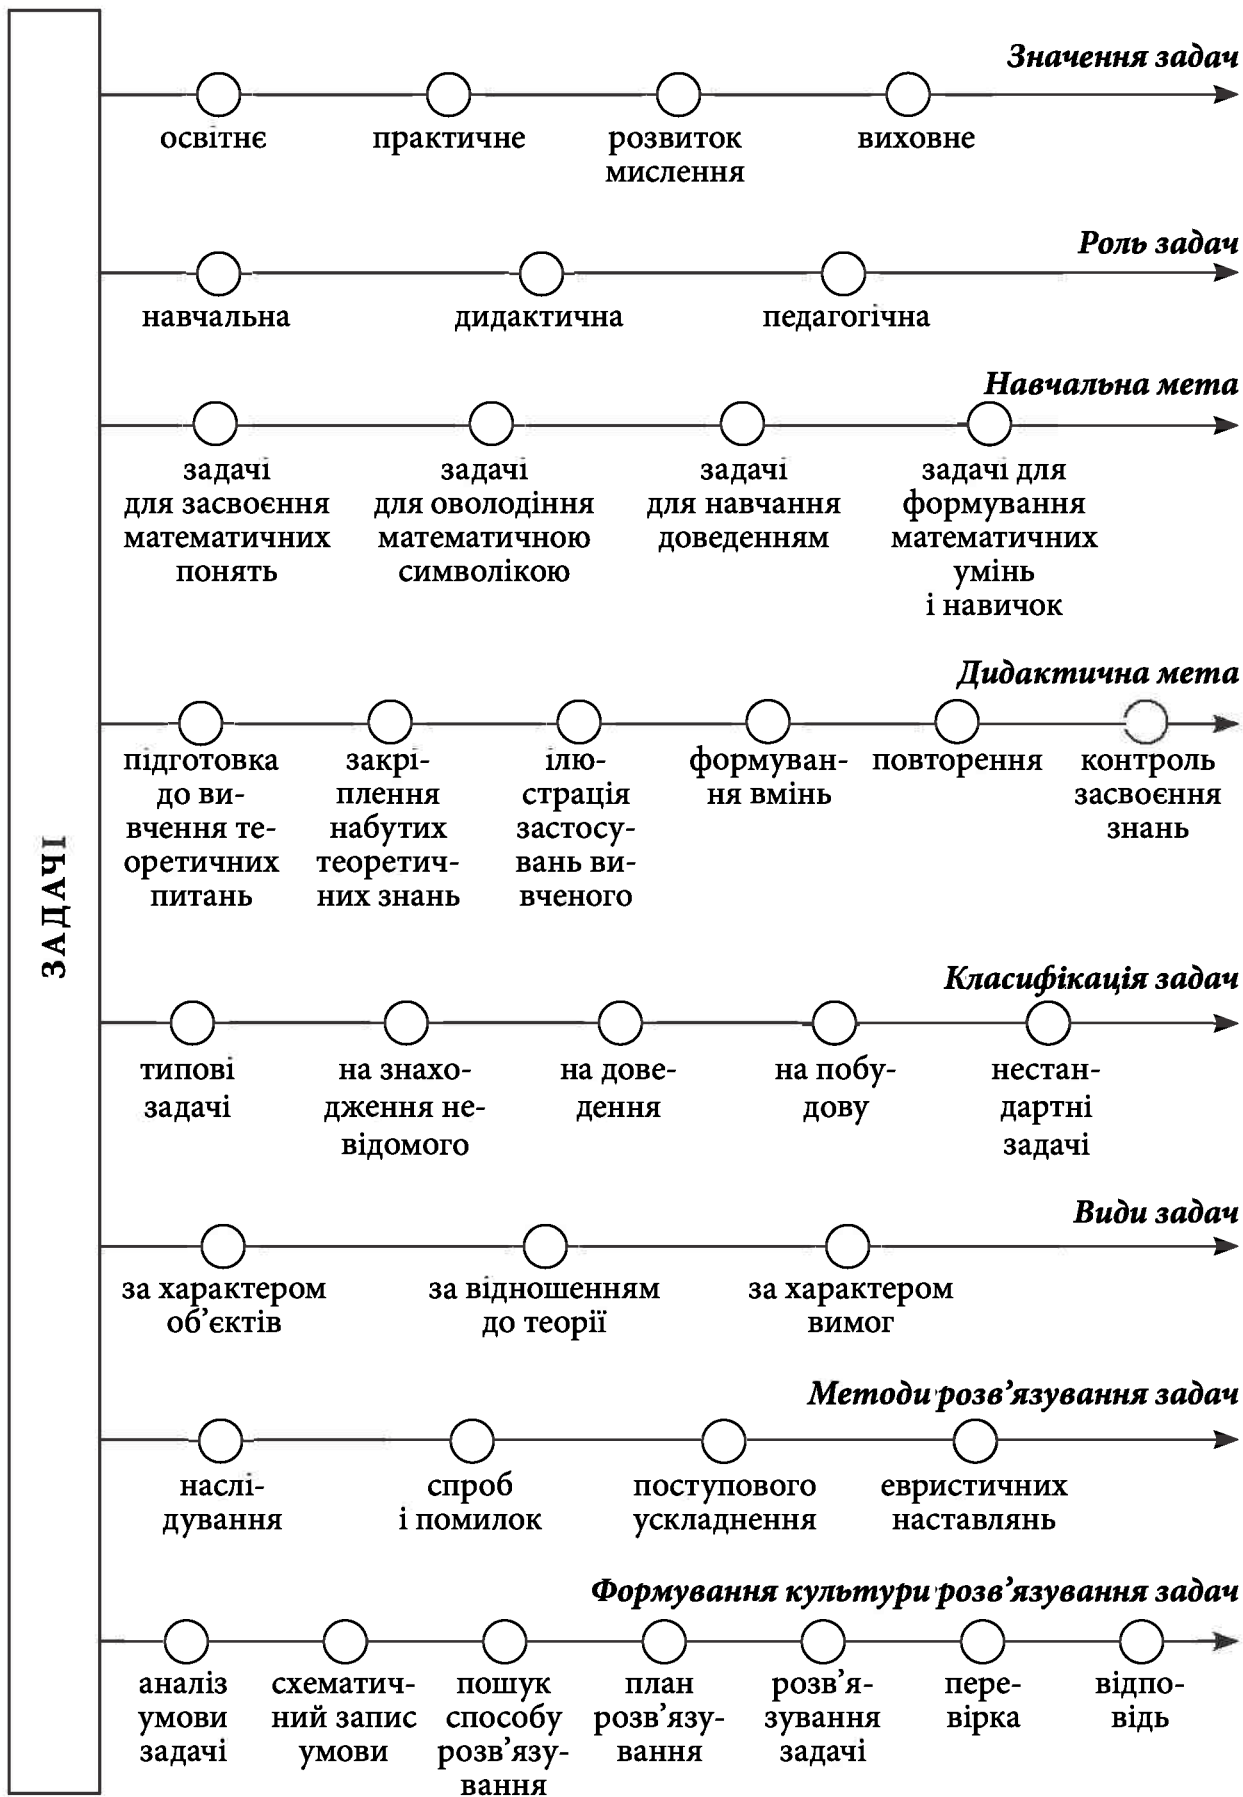 ЗАДАЧІ
Значення задач
освітнє
практичне
розвиток
мислення
виховне
Роль задач
навчальна
дидактична
педагогічна
Навчальна мета
задачі
для засвоєння
математичних
понять
задачі
для оволодіння
математичною
символікою
задачі
для навчання
доведенням
задачі для
формування
математичних
умінь
і навичок
Дидактична мета
підготовка
до ви-
вчення те-
оретичних
питань
закрі-
плення
набутих
теоретич-
них знань
ілю-
страція
застосу-
вань ви-
вченого
формуван-
ня вмінь
повторення
контроль
засвоєння
знань
Класифікація задач
типові
задачі
на знахо-
дження не-
відомого
на дове-
дення
на побу-
дову
нестан-
дартні
задачі
Види задач
за характером
об’єктів
за відношенням
до теорії
за характером
вимог
Методи розв’язування задач
наслі-
дування
спроб
і помилок
поступового
ускладнення
евристичних
наставлянь
Формування культури розв’язування задач
аналіз
умови
задачі
схематич-
ний запис
умови
пошук
способу
розв’язу-
вання
план
розв’язу-
вання
розв’я-
зування
задачі
пере-
вірка
відпо-
відь